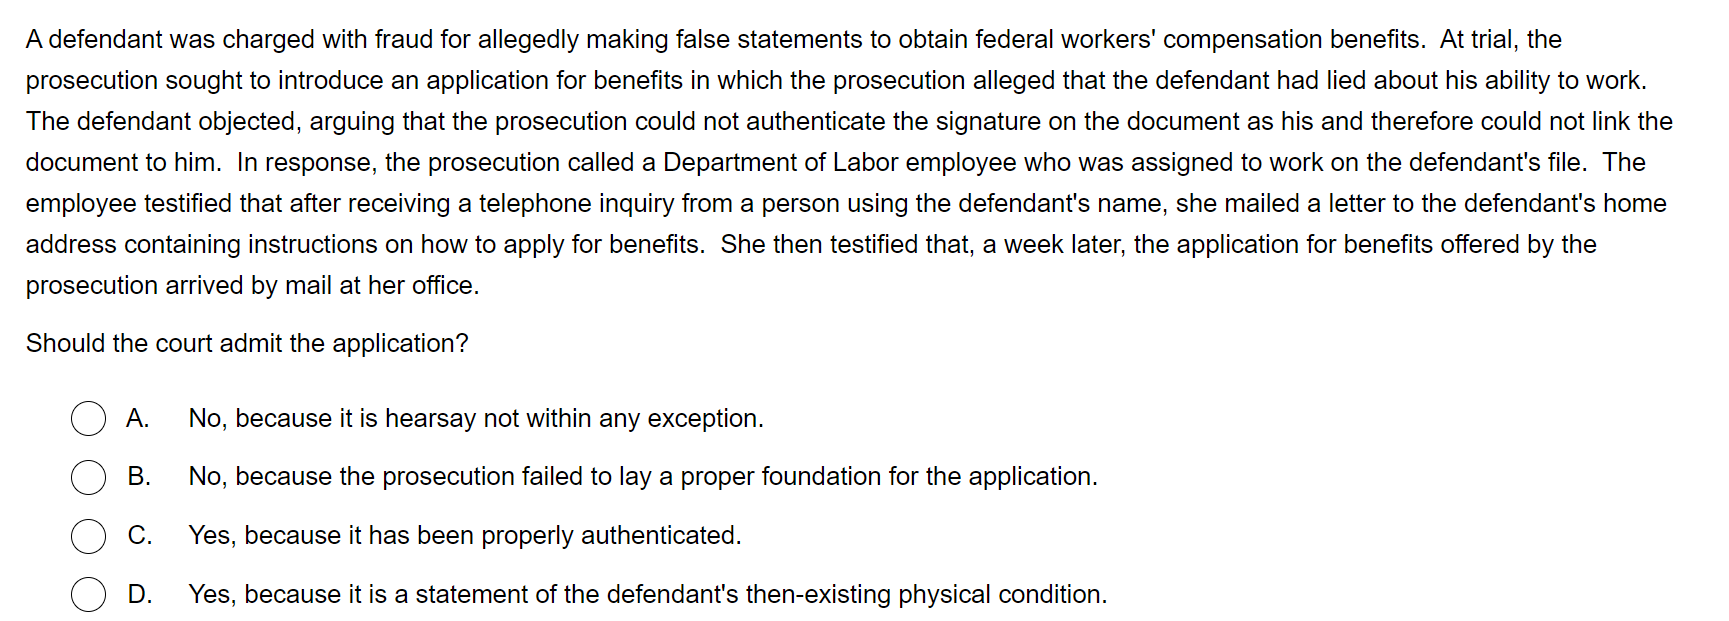 A defendant was charged with fraud for allegedly making false statements to obtain federal workers' compensation benefits.  At trial, the
prosecution sought to introduce an application for benefits in which the prosecution alleged that the defendant had lied about his ability to work.
The defendant objected, arguing that the prosecution could not authenticate the signature on the document as his and therefore could not link the
document to him.  In response, the prosecution called a Department of Labor employee who was assigned to work on the defendant's file.  The
employee testified that after receiving a telephone inquiry from a person using the defendant's name, she mailed a letter to the defendant's home
address containing instructions on how to apply for benefits.  She then testified that, a week later, the application for benefits offered by the
prosecution arrived by mail at her office.
Should the court admit the application?
A. No, because it is hearsay not within any exception.
B. No, because the prosecution failed to lay a proper foundation for the application.
C. Yes, because it has been properly authenticated.
D. Yes, because it is a statement of the defendant's then-existing physical condition.